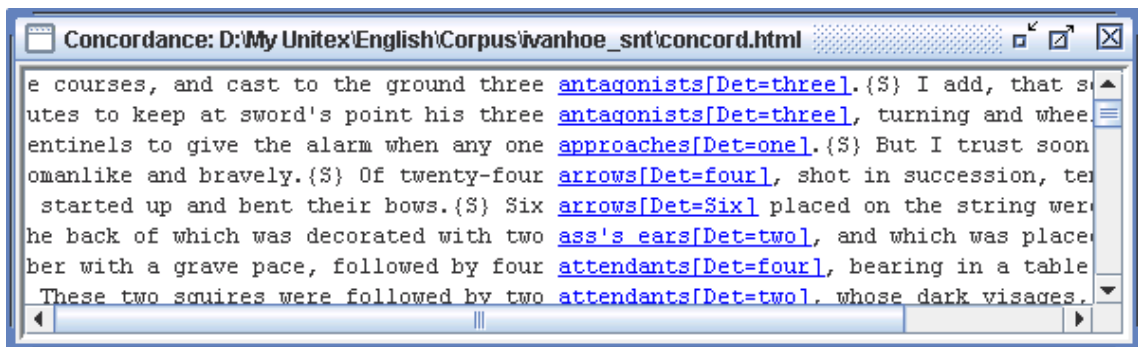 Concordance: D:\My Unitex\English\Corpus\ivanhoe_snt\concord.html
e courses, and cast to the ground three antagonists[Det=three].{S} I add, that s
utes to keep at sword's point his three antagonists[Det=three], turning and whee
entinels to give the alarm when any one approaches[Det=one].{S} But I trust soon
omanlike and bravely.{S} Of twenty-four arrows[Det=four], shot in succession, te
started up and bent their bows.{S} Six arrows[Det=Six] placed on the string wer
he back of which was decorated with two ass's ears[Det=two], and which was place
ber with a grave pace, followed by four attendants[Det=four], bearing in a table
These two squires were followed by two attendants[Det=two], whose dark visages,